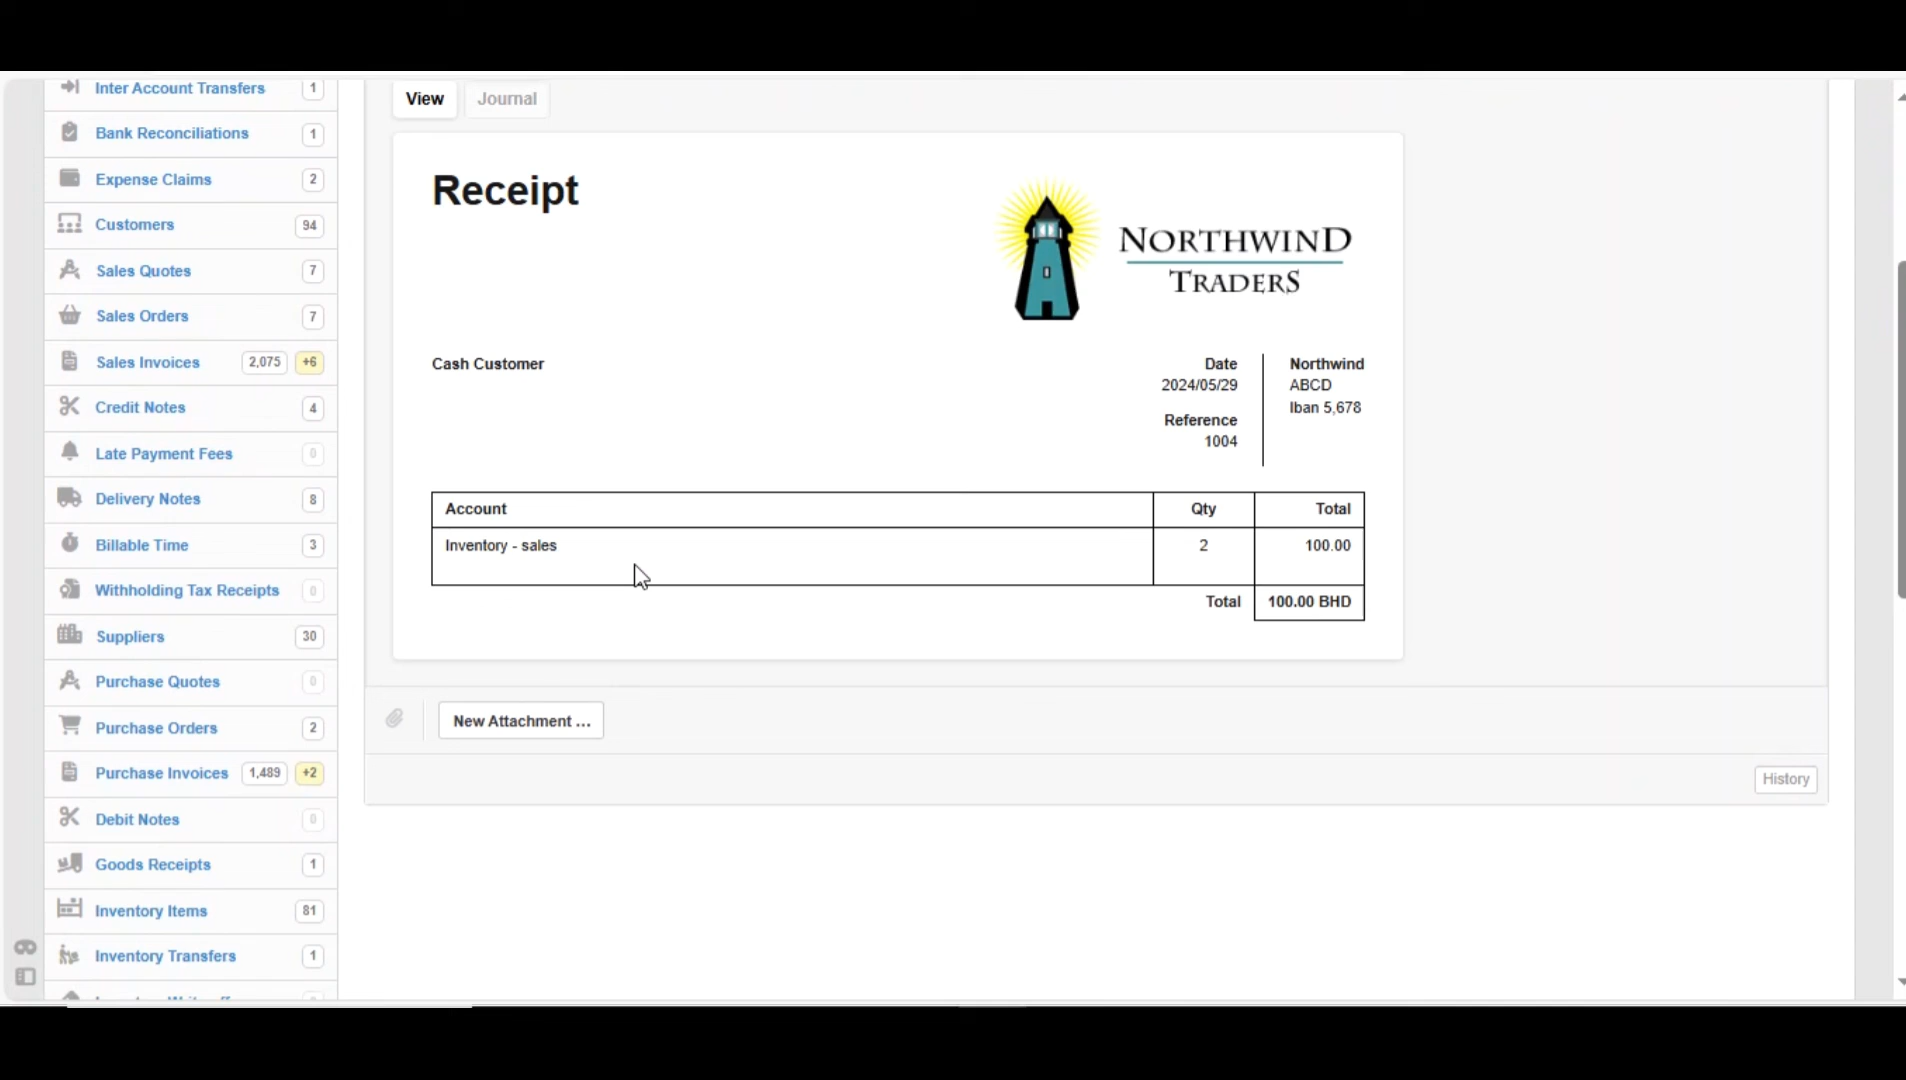 Inter Account Transfers 1
Bank Reconciliations 1
Expense Claims 2
Customers 94
Sales Quotes 7
Sales Orders 7
Sales Invoices 2,075 +6
Credit Notes 4
Late Payment Fees 0
Delivery Notes 8
Billable Time 3
Withholding Tax Receipts 0
Suppliers 30
Purchase Quotes 0
Purchase Orders 2
Purchase Invoices 1,489 +2
Debit Notes 0
Goods Receipts 1
Inventory Items 81
Inventory Transfers 1
View Journal
Receipt
NORTHWIND
TRADERS
Cash Customer
Date
2024/05/29
Reference
1004
Northwind
ABCD
Iban 5,678
Account Qty Total
Inventory - sales 2 100.00
Total 100.00 BHD
New Attachment ...
History